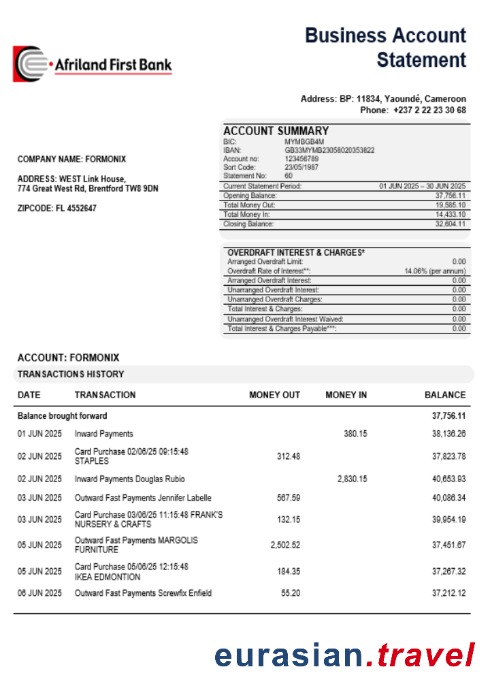 Business Account
Statement
Afriland First Bank
Address: BP: 11834, Yaoundé, Cameroon
Phone: +237 2 22 23 30 68
COMPANY NAME: FORMONIX
ADDRESS: WEST Link House,
774 Great West Rd, Brentford TW8 9DN
ZIPCODE: FL 4552647
ACCOUNT SUMMARY
BIC: MYMBGB4M
IBAN: GB33MYMB23058020353822
Account no: 123456789
Sort Code: 23/05/1987
Statement No: 60
Current Statement Period: 01 JUN 2025 – 30 JUN 2025
Opening Balance: 37,756.11
Total Money Out: 19,585.10
Total Money In: 14,433.10
Closing Balance: 32,604.11
OVERDRAFT INTEREST & CHARGES*
Arranged Overdraft Limit: 0.00
Overdraft Rate of Interest**: 14.06% (per annum)
Arranged Overdraft Interest: 0.00
Unarranged Overdraft Interest: 0.00
Unarranged Overdraft Charges: 0.00
Total Interest & Charges: 0.00
Unarranged Overdraft Interest Waived: 0.00
Total Interest & Charges Payable***: 0.00
ACCOUNT: FORMONIX
TRANSACTIONS HISTORY
DATE TRANSACTION MONEY OUT MONEY IN BALANCE
Balance brought forward 37,756.11
01 JUN 2025 Inward Payments 380.15 38,136.26
02 JUN 2025 Card Purchase 02/06/25 09:15:48 312.48 37,823.78
STAPLES
02 JUN 2025 Inward Payments Douglas Rubio 2,830.15 40,653.93
03 JUN 2025 Outward Fast Payments Jennifer Labelle 567.59 40,086.34
03 JUN 2025 Card Purchase 03/06/25 11:15:48 FRANK'S 132.15 39,954.19
NURSERY & CRAFTS
05 JUN 2025 Outward Fast Payments MARGOLIS 2,502.52 37,451.67
FURNITURE
05 JUN 2025 Card Purchase 05/06/25 12:15:48 184.35 37,267.32
IKEA EDMONTION
06 JUN 2025 Outward Fast Payments Screwfix Enfield 55.20 37,212.12
eurasian.travel